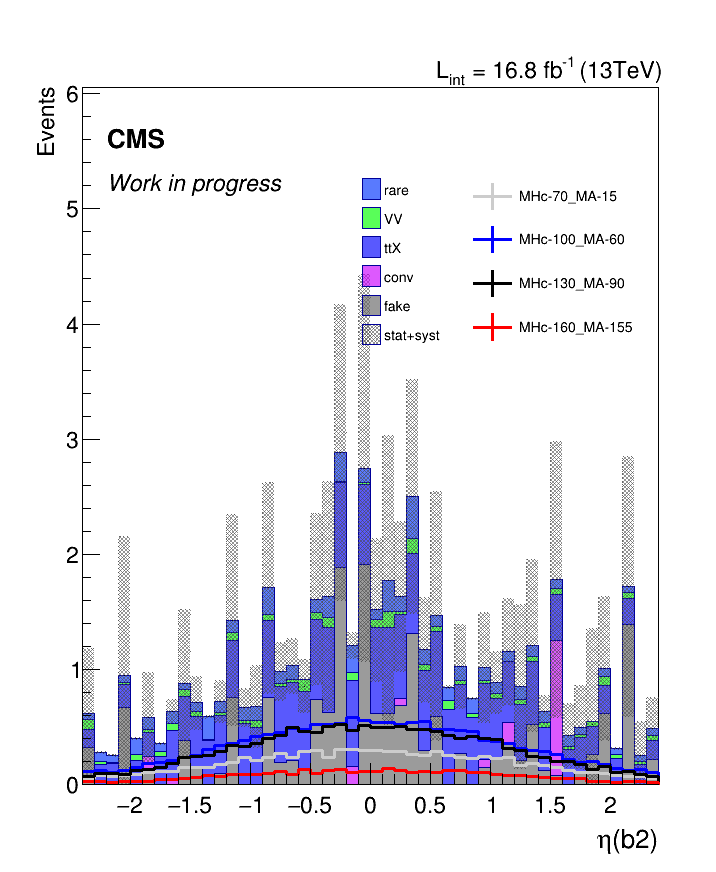 L_int = 16.8 fb^-1 (13TeV)
Events
CMS
Work in progress
rare
VV
ttX
conv
fake
stat+syst
MHc-70_MA-15
MHc-100_MA-60
MHc-130_MA-90
MHc-160_MA-155
6
5
4
3
2
1
0
−2 −1.5 −1 −0.5 0 0.5 1 1.5 2
η(b2)